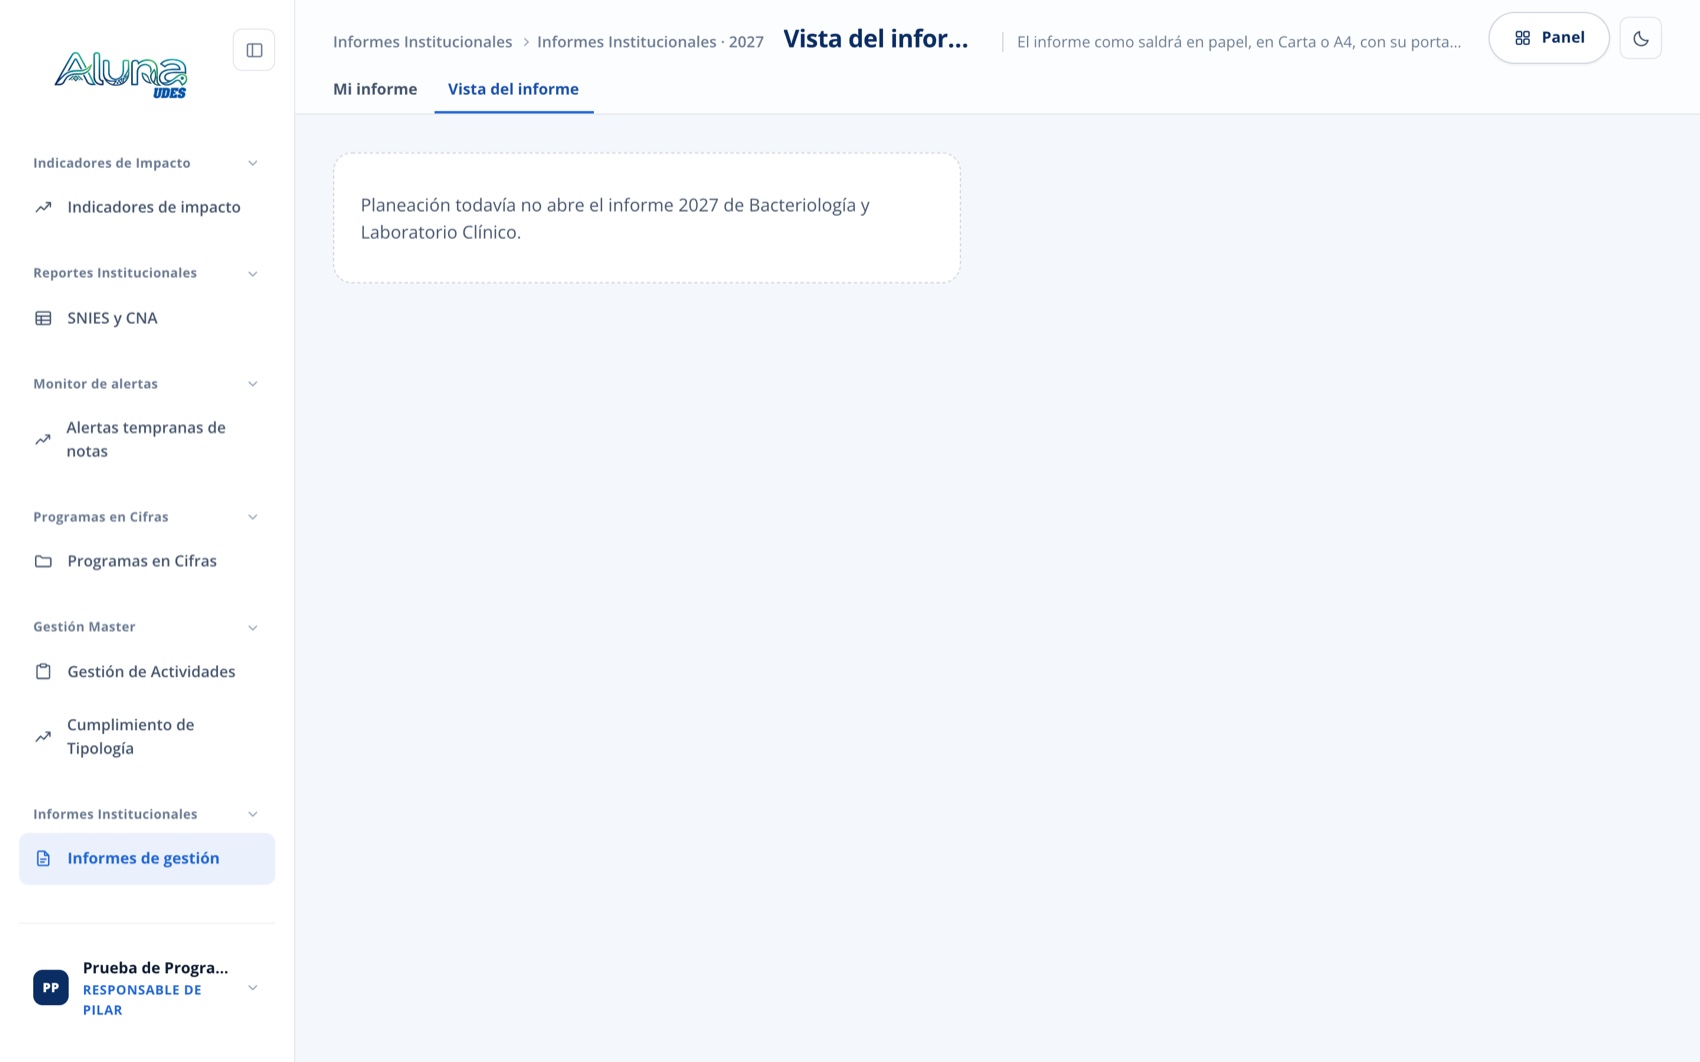 Aluna
UDES
Indicadores de Impacto
Indicadores de impacto
Reportes Institucionales
SNIES y CNA
Monitor de alertas
Alertas tempranas de
notas
Programas en Cifras
Programas en Cifras
Gestión Master
Gestión de Actividades
Cumplimiento de
Tipología
Informes Institucionales
Informes de gestión
PP
Prueba de Progra...
RESPONSABLE DE
PILAR
Informes Institucionales > Informes Institucionales · 2027
Vista del infor...
El informe como saldrá en papel, en Carta o A4, con su porta...
Panel
Mi informe
Vista del informe
Planeación todavía no abre el informe 2027 de Bacteriología y
Laboratorio Clínico.